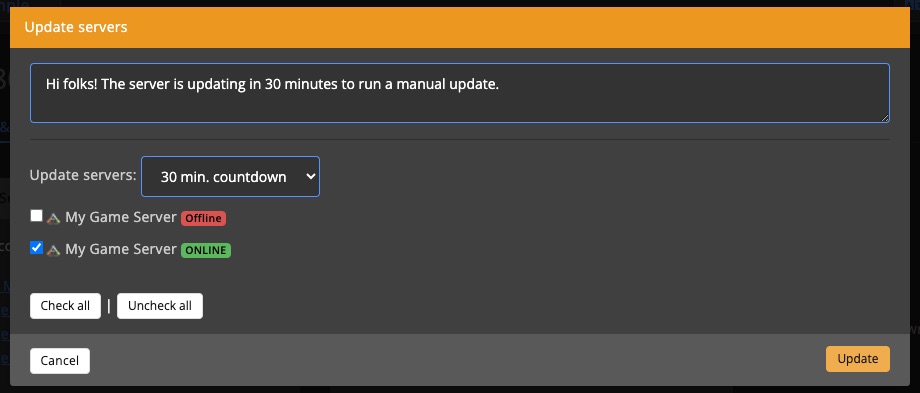 Update servers
Hi folks! The server is updating in 30 minutes to run a manual update.
Update servers: 30 min. countdown
My Game Server Offline
My Game Server ONLINE
Check all | Uncheck all
Cancel Update